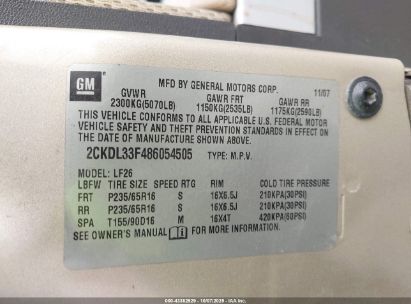 GM
MFD BY GENERAL MOTORS CORP. 11/07
GVWR GAWR FRT GAWR RR
2300KG(5070LB) 1150KG(2535LB) 1175KG(2590LB)
THIS VEHICLE CONFORMS TO ALL APPLICABLE U.S. FEDERAL MOTOR
VEHICLE SAFETY AND THEFT PREVENTION STANDARDS IN EFFECT ON
THE DATE OF MANUFACTURE SHOWN ABOVE.
2CKDL33F486054505 TYPE: M.P.V.
MODEL: LF26
LBFW TIRE SIZE SPEED RTG RIM COLD TIRE PRESSURE
FRT P235/65R16 S 16X6.5J 210KPA(30PSI)
RR P235/65R16 S 16X6.5J 210KPA(30PSI)
SPA T155/90D16 M 16X4T 420KPA(60PSI)
SEE OWNER'S MANUAL FOR MORE INFORMATION.